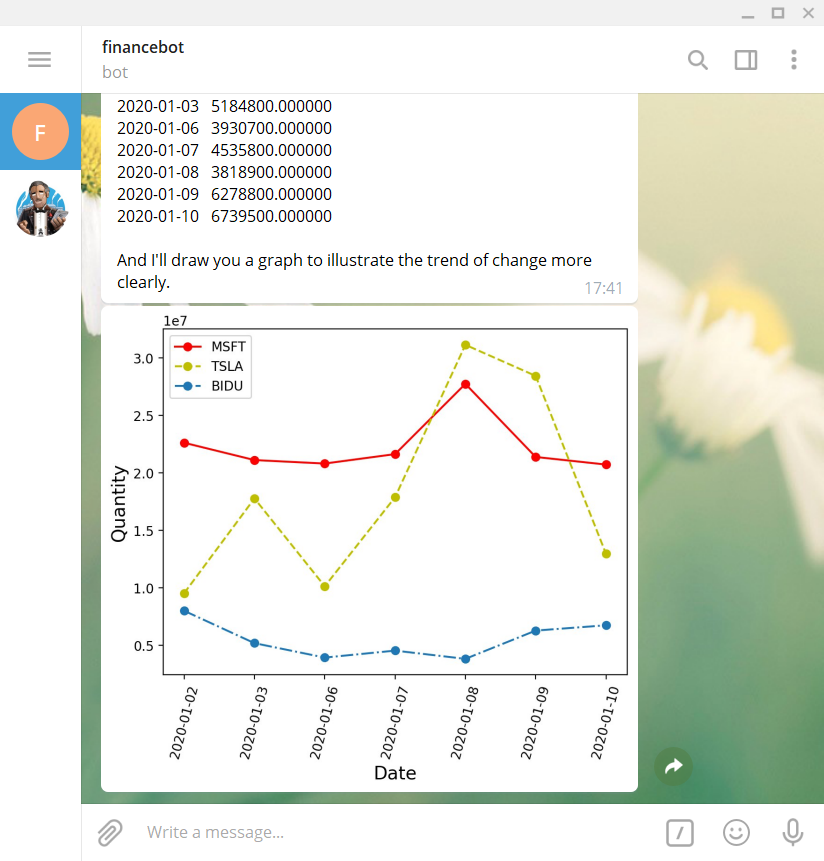 financebot
bot
F
2020-01-03 5184800.000000
2020-01-06 3930700.000000
2020-01-07 4535800.000000
2020-01-08 3818900.000000
2020-01-09 6278800.000000
2020-01-10 6739500.000000
And I'll draw you a graph to illustrate the trend of change more
clearly.
17:41
1e7
MSFT
TSLA
BIDU
3.0
2.5
2.0
1.5
1.0
0.5
Quantity
2020-01-02
2020-01-03
2020-01-06
2020-01-07
2020-01-08
2020-01-09
2020-01-10
Date
Write a message...